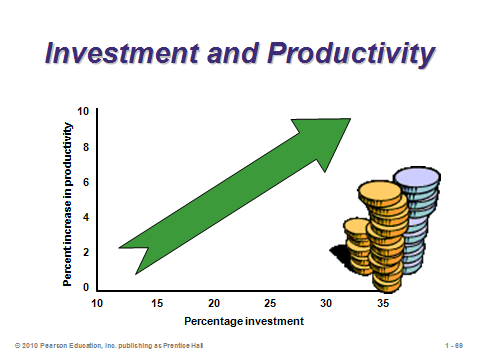 Investment and Productivity
10
8
6
4
2
0
Percent increase in productivity
10 15 20 25 30 35
Percentage investment
© 2010 Pearson Education, Inc. publishing as Prentice Hall
1 - 69